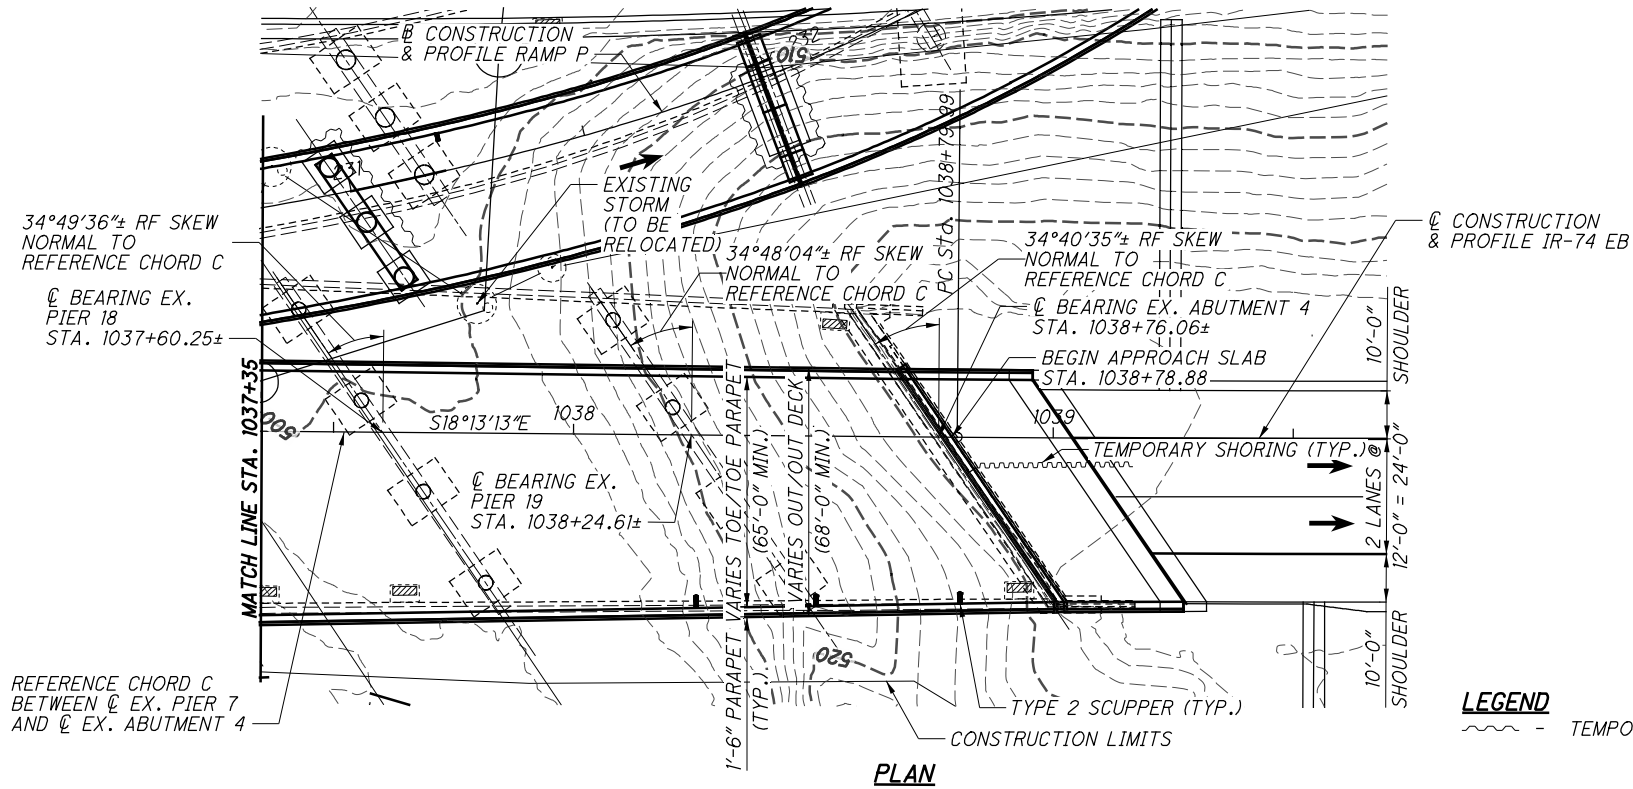 ℄ CONSTRUCTION
& PROFILE RAMP P
510
EXISTING
STORM
(TO BE
RELOCATED)
PC Sta. 1038+79.99
34°49'36"± RF SKEW
NORMAL TO
REFERENCE CHORD C
34°48'04"± RF SKEW
NORMAL TO
REFERENCE CHORD C
34°40'35"± RF SKEW
NORMAL TO
REFERENCE CHORD C
℄ CONSTRUCTION
& PROFILE IR-74 EB
℄ BEARING EX.
PIER 18
STA. 1037+60.25±
℄ BEARING EX. ABUTMENT 4
STA. 1038+76.06±
BEGIN APPROACH SLAB
STA. 1038+78.88
10'-0"
SHOULDER
MATCH LINE STA. 1037+35
500
S18°13'13"E
1038
1039
TEMPORARY SHORING (TYP.)
2 LANES @
12'-0" = 24'-0"
℄ BEARING EX.
PIER 19
STA. 1038+24.61±
1'-6" PARAPET VARIES TOE/TOE PARAPET
(TYP.) (65'-0" MIN.)
VARIES OUT/OUT DECK
(68'-0" MIN.)
520
10'-0"
SHOULDER
REFERENCE CHORD C
BETWEEN ℄ EX. PIER 7
AND ℄ EX. ABUTMENT 4
TYPE 2 SCUPPER (TYP.)
CONSTRUCTION LIMITS
PLAN
LEGEND
- TEMPO